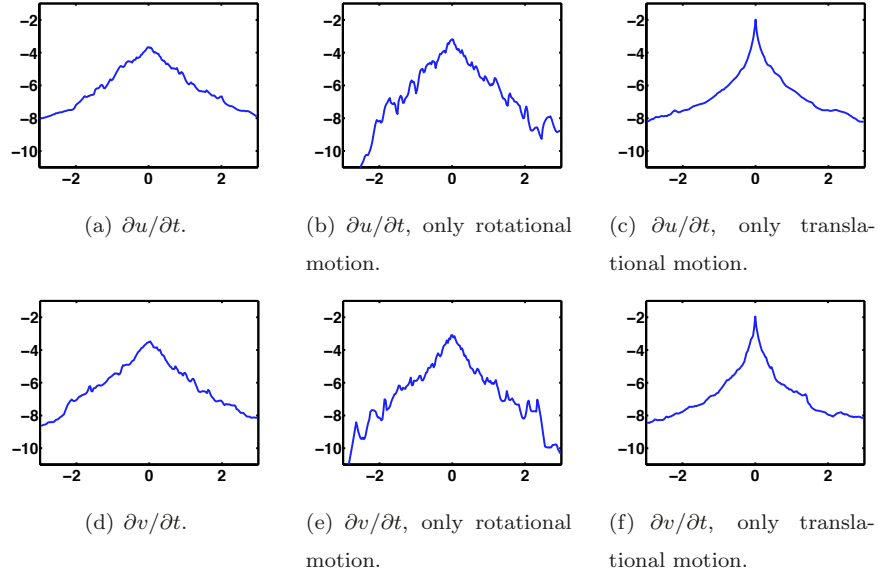 −2
−4
−6
−8
−10
−2 0 2
−2
−4
−6
−8
−10
−2 0 2
−2
−4
−6
−8
−10
−2 0 2
(a) ∂u/∂t.
(b) ∂u/∂t, only rotational
motion.
(c) ∂u/∂t, only transla-
tional motion.
−2
−4
−6
−8
−10
−2 0 2
−2
−4
−6
−8
−10
−2 0 2
−2
−4
−6
−8
−10
−2 0 2
(d) ∂v/∂t.
(e) ∂v/∂t, only rotational
motion.
(f) ∂v/∂t, only transla-
tional motion.